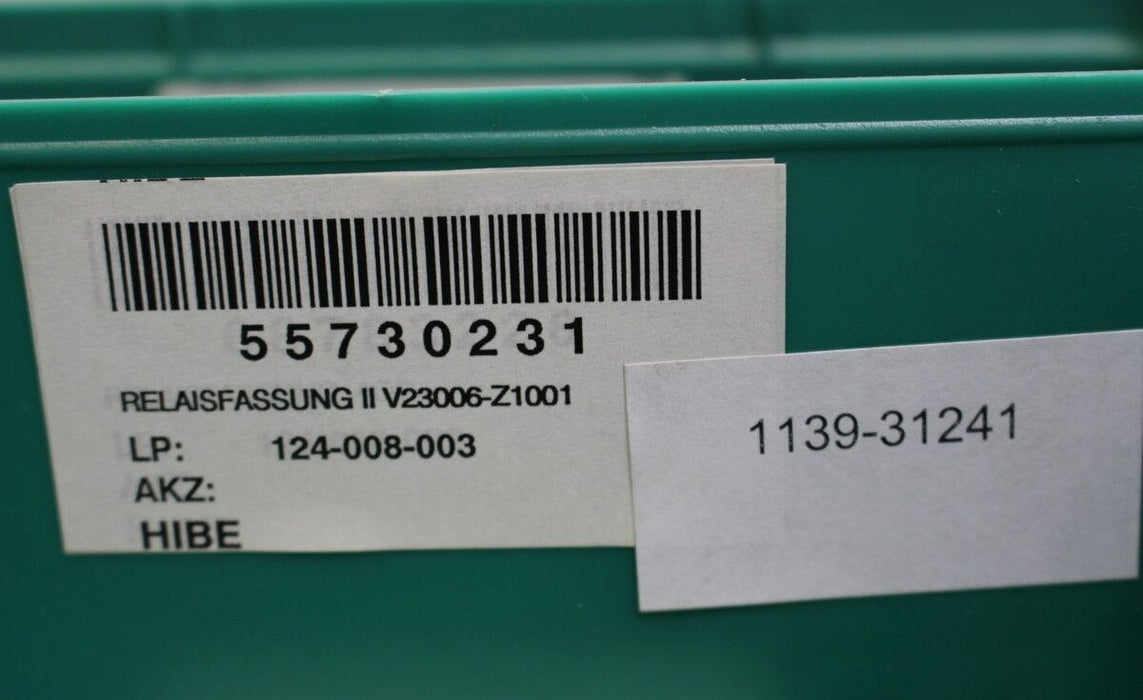 55730231
RELAISFASSUNG II V23006-Z1001
LP: 124-008-003
AKZ:
HIBE
1139-31241